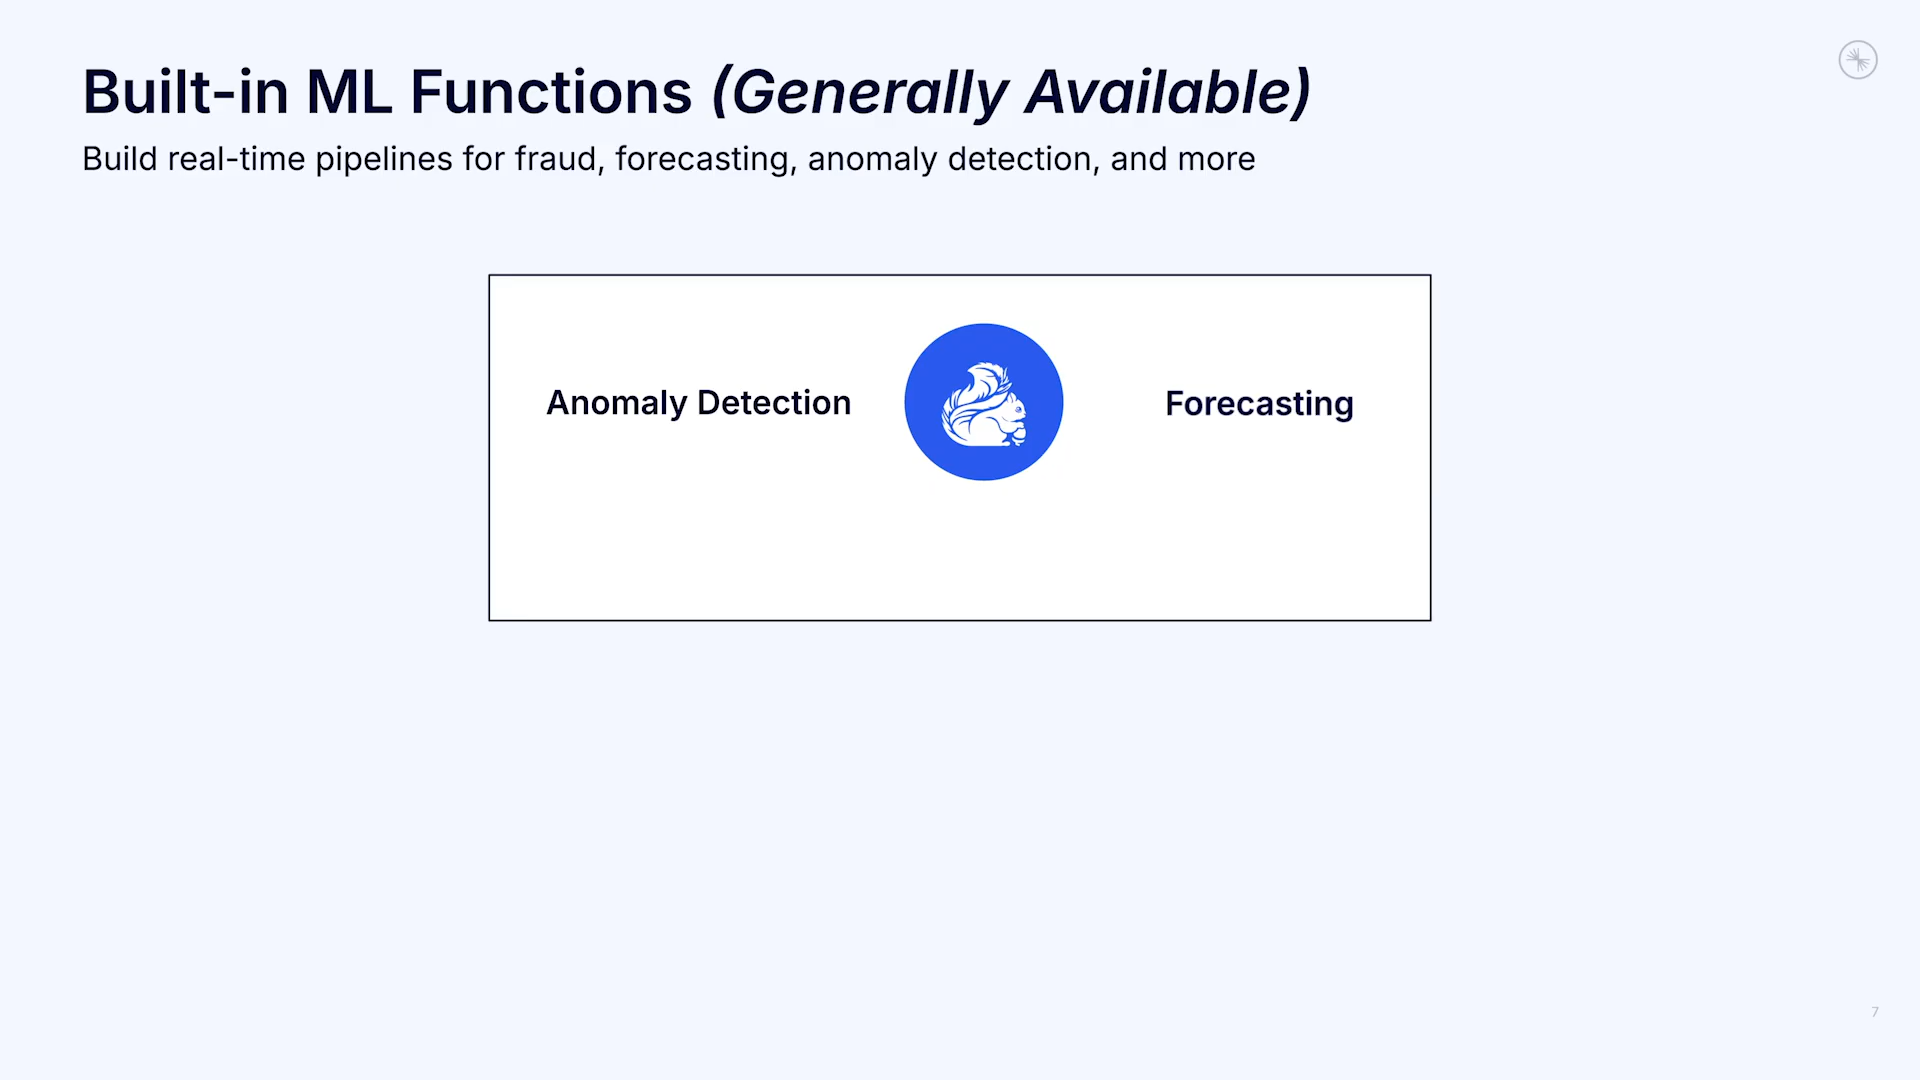 Built-in ML Functions (Generally Available)
Build real-time pipelines for fraud, forecasting, anomaly detection, and more
Anomaly Detection
Forecasting
7